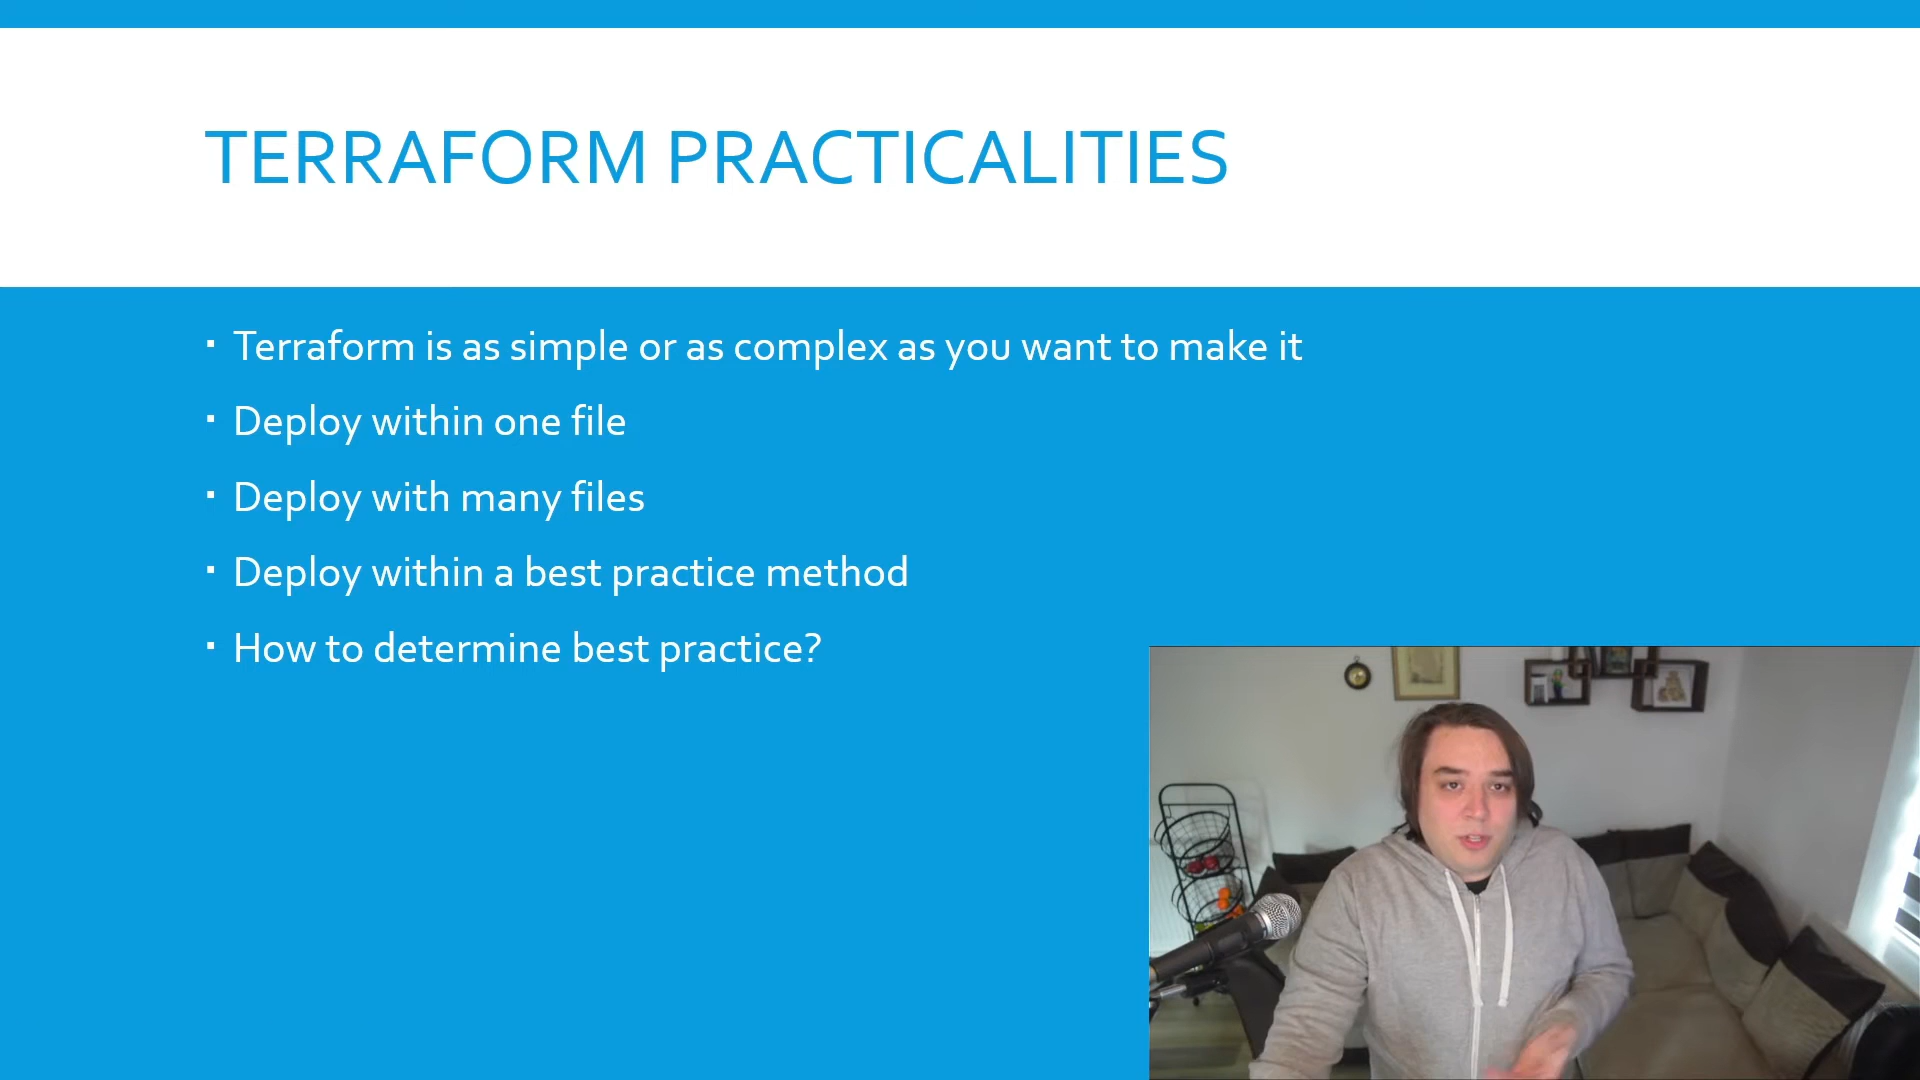 TERRAFORM PRACTICALITIES
▪ Terraform is as simple or as complex as you want to make it
▪ Deploy within one file
▪ Deploy with many files
▪ Deploy within a best practice method
▪ How to determine best practice?